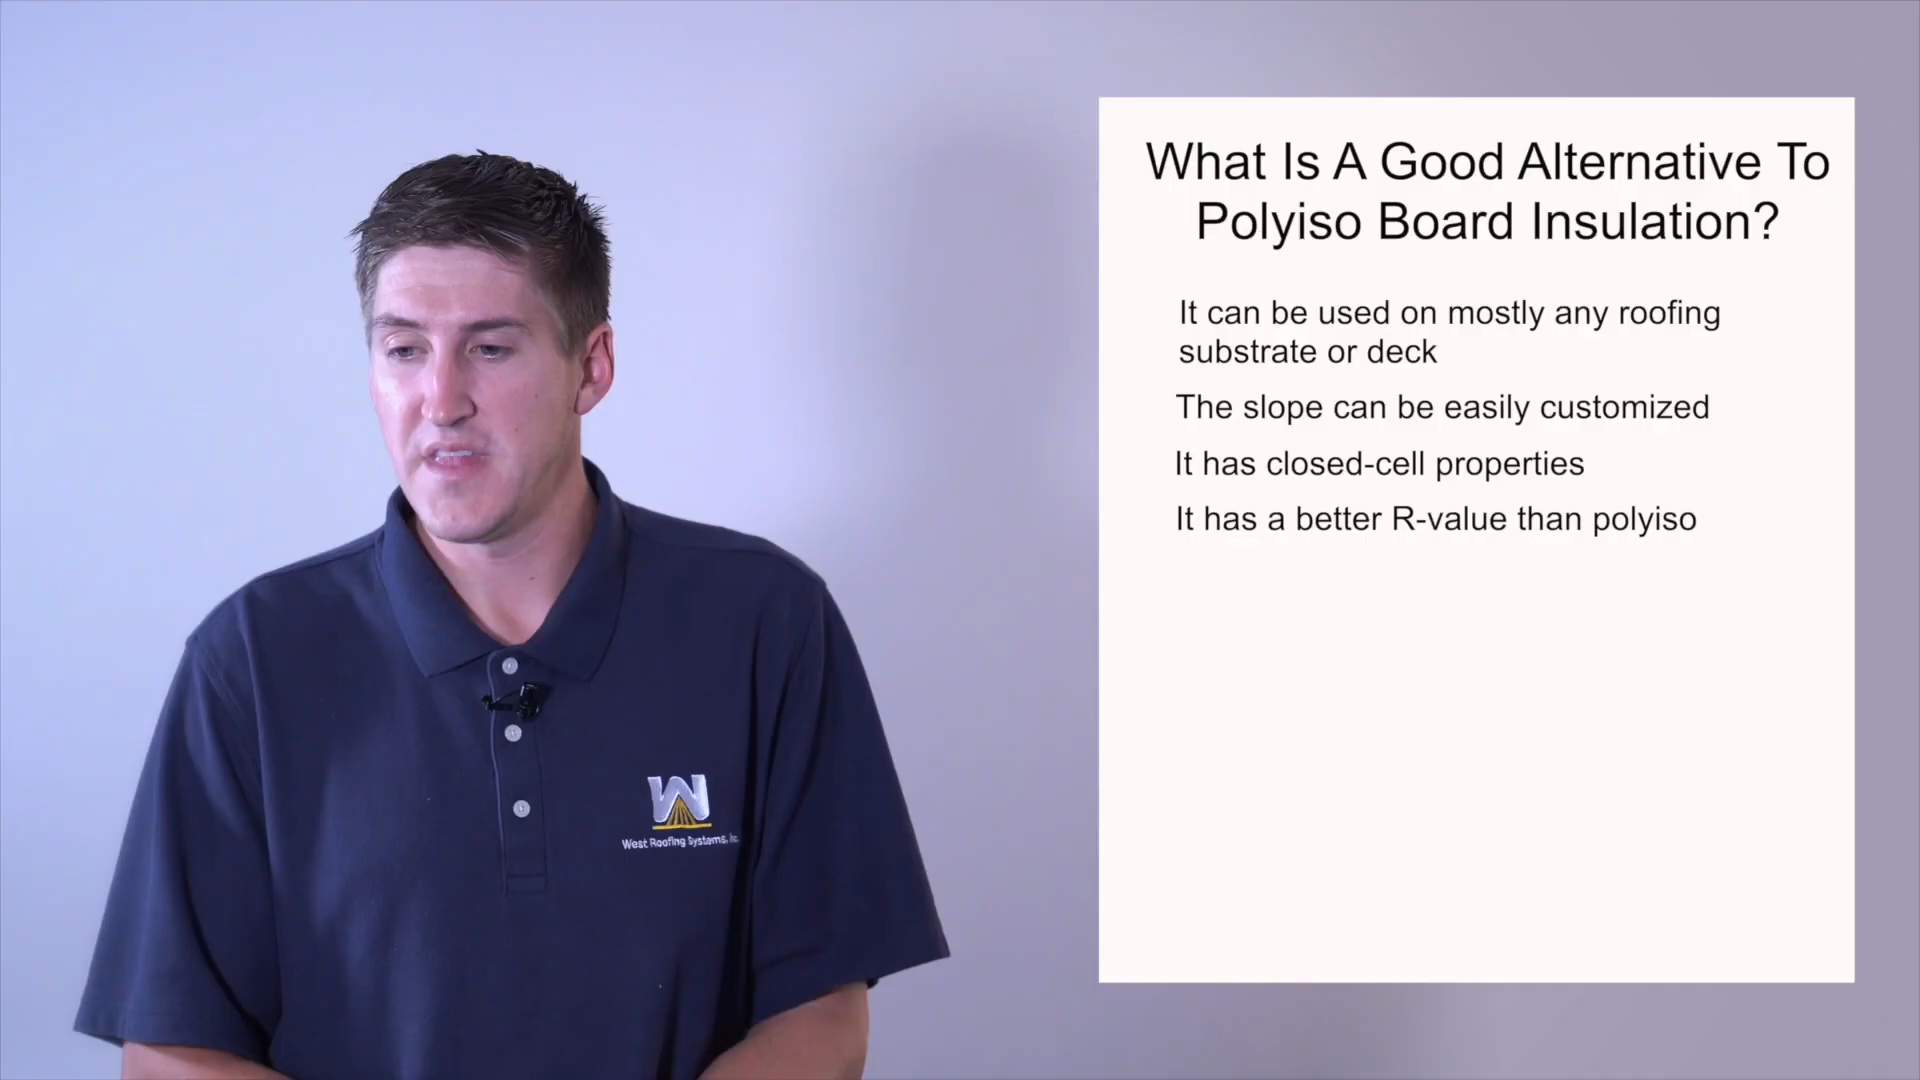 What Is A Good Alternative To
Polyiso Board Insulation?
It can be used on mostly any roofing
substrate or deck
The slope can be easily customized
It has closed-cell properties
It has a better R-value than polyiso
W
West Roofing Systems, Inc.